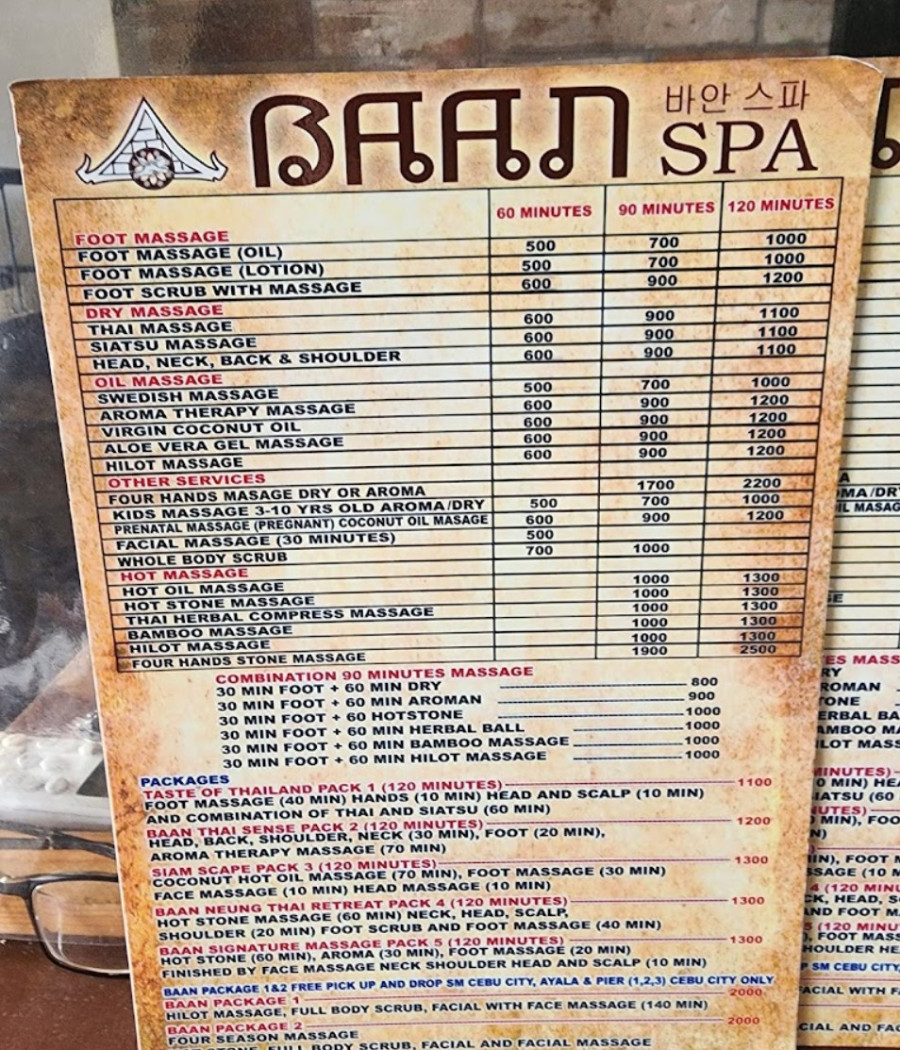 BAAN 바안 스파 SPA
60 MINUTES 90 MINUTES 120 MINUTES
FOOT MASSAGE
FOOT MASSAGE (OIL) 500 700 1000
FOOT MASSAGE (LOTION) 500 700 1000
FOOT SCRUB WITH MASSAGE 600 900 1200
DRY MASSAGE
THAI MASSAGE 600 900 1100
SIATSU MASSAGE 600 900 1100
HEAD, NECK, BACK & SHOULDER 600 900 1100
OIL MASSAGE
SWEDISH MASSAGE 500 700 1000
AROMA THERAPY MASSAGE 600 900 1200
VIRGIN COCONUT OIL 600 900 1200
ALOE VERA GEL MASSAGE 600 900 1200
HILOT MASSAGE 600 900 1200
OTHER SERVICES
FOUR HANDS MASAGE DRY OR AROMA 1700 2200
KIDS MASSAGE 3-10 YRS OLD AROMA/DRY 500 700 1000
PRENATAL MASSAGE (PREGNANT) COCONUT OIL MASAGE 600 900 1200
FACIAL MASSAGE (30 MINUTES) 500
WHOLE BODY SCRUB 700 1000
HOT MASSAGE
HOT OIL MASSAGE 1000 1300
HOT STONE MASSAGE 1000 1300
THAI HERBAL COMPRESS MASSAGE 1000 1300
BAMBOO MASSAGE 1000 1300
HILOT MASSAGE 1000 1300
FOUR HANDS STONE MASSAGE 1900 2500
COMBINATION 90 MINUTES MASSAGE
30 MIN FOOT + 60 MIN DRY 800
30 MIN FOOT + 60 MIN AROMAN 900
30 MIN FOOT + 60 HOTSTONE 1000
30 MIN FOOT + 60 MIN HERBAL BALL 1000
30 MIN FOOT + 60 MIN BAMBOO MASSAGE 1000
30 MIN FOOT + 60 MIN HILOT MASSAGE 1000
PACKAGES
TASTE OF THAILAND PACK 1 (120 MINUTES) 1100
FOOT MASSAGE (40 MIN) HANDS (10 MIN) HEAD AND SCALP (10 MIN)
AND COMBINATION OF THAI AND SIATSU (60 MIN)
BAAN THAI SENSE PACK 2 (120 MINUTES) 1200
HEAD, BACK, SHOULDER, NECK (30 MIN), FOOT (20 MIN),
AROMA THERAPY MASSAGE (70 MIN)
SIAM SCAPE PACK 3 (120 MINUTES) 1300
COCONUT HOT OIL MASSAGE (70 MIN), FOOT MASSAGE (30 MIN)
FACE MASSAGE (10 MIN) HEAD MASSAGE (10 MIN)
BAAN NEUNG THAI RETREAT PACK 4 (120 MINUTES) 1300
HOT STONE MASSAGE (60 MIN) NECK, HEAD, SCALP,
SHOULDER (20 MIN) FOOT SCRUB AND FOOT MASSAGE (40 MIN)
BAAN SIGNATURE MASSAGE PACK 5 (120 MINUTES) 1300
HOT STONE (60 MIN), AROMA (30 MIN), FOOT MASSAGE (20 MIN)
FINISHED BY FACE MASSAGE NECK SHOULDER HEAD AND SCALP (10 MIN)
BAAN PACKAGE 1&2 FREE PICK UP AND DROP SM CEBU CITY, AYALA & PIER (1,2,3) CEBU CITY ONLY
BAAN PACKAGE 1 2000
HILOT MASSAGE, FULL BODY SCRUB, FACIAL WITH FACE MASSAGE (140 MIN)
BAAN PACKAGE 2 2000
FOUR SEASON MASSAGE
FULL BODY SCRUB, FACIAL AND FACIAL MASSAGE